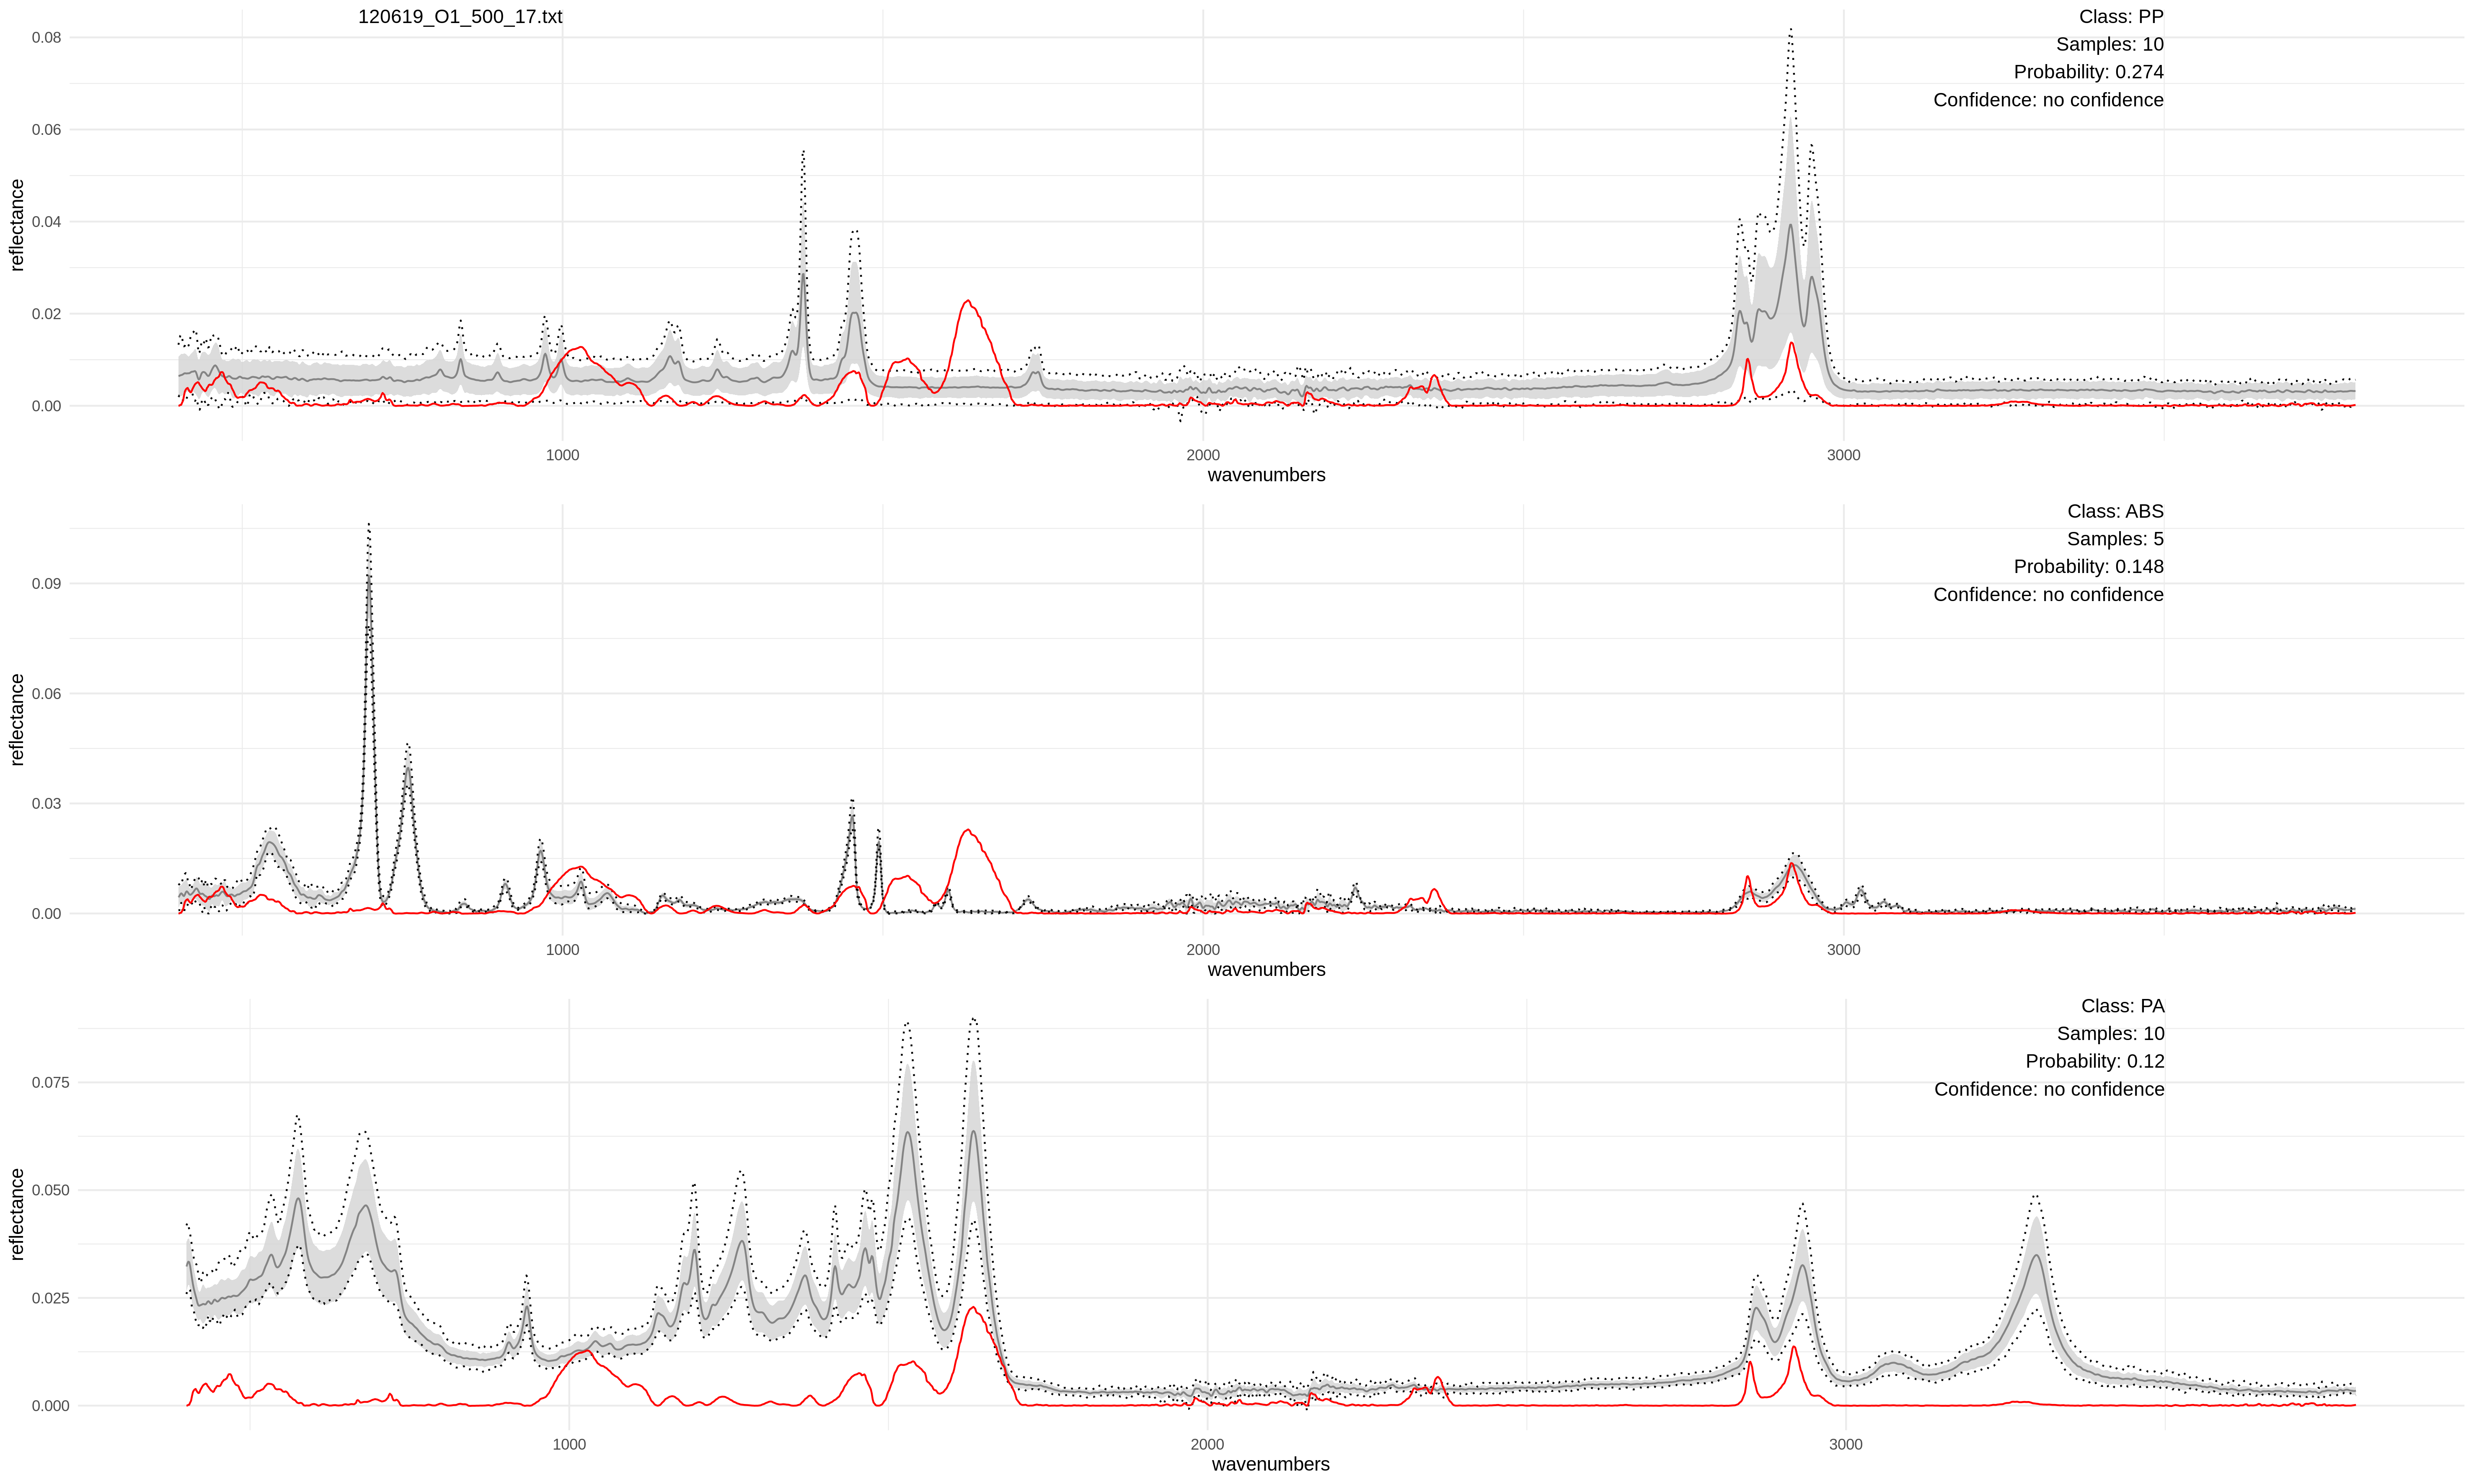 120619_O1_500_17.txt
Class: PP
Samples: 10
Probability: 0.274
Confidence: no confidence
0.08
0.06
0.04
0.02
0.00
reflectance
1000 2000 3000
wavenumbers
Class: ABS
Samples: 5
Probability: 0.148
Confidence: no confidence
0.09
0.06
0.03
0.00
reflectance
1000 2000 3000
wavenumbers
Class: PA
Samples: 10
Probability: 0.12
Confidence: no confidence
0.075
0.050
0.025
0.000
reflectance
1000 2000 3000
wavenumbers